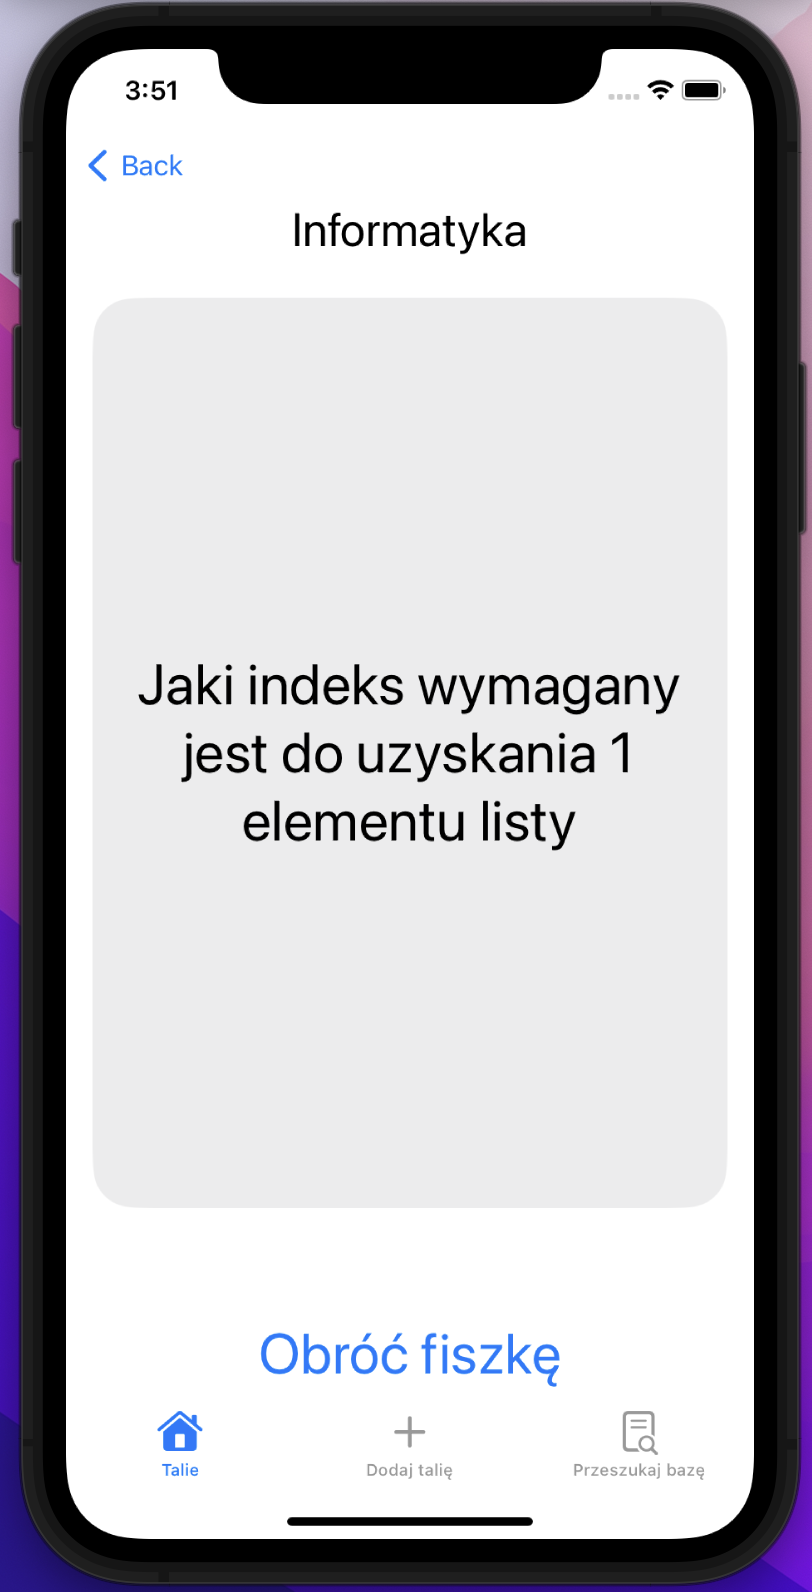 3:51
Back
Informatyka
Jaki indeks wymagany
jest do uzyskania 1
elementu listy
Obróć fiszkę
Talie
Dodaj talię
Przeszukaj bazę